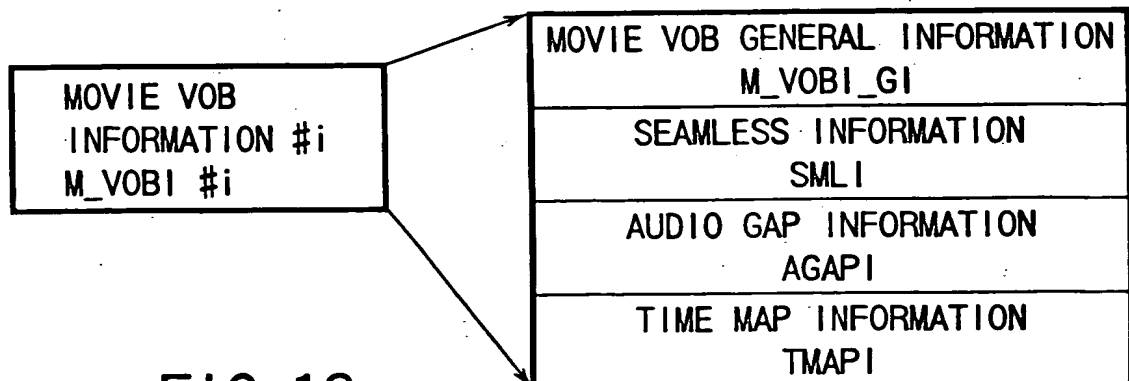 MOVIE VOB
INFORMATION #i
M_VOBI #i
MOVIE VOB GENERAL INFORMATION
M_VOBI_GI
SEAMLESS INFORMATION
SMLI
AUDIO GAP INFORMATION
AGAPI
TIME MAP INFORMATION
TMAPI